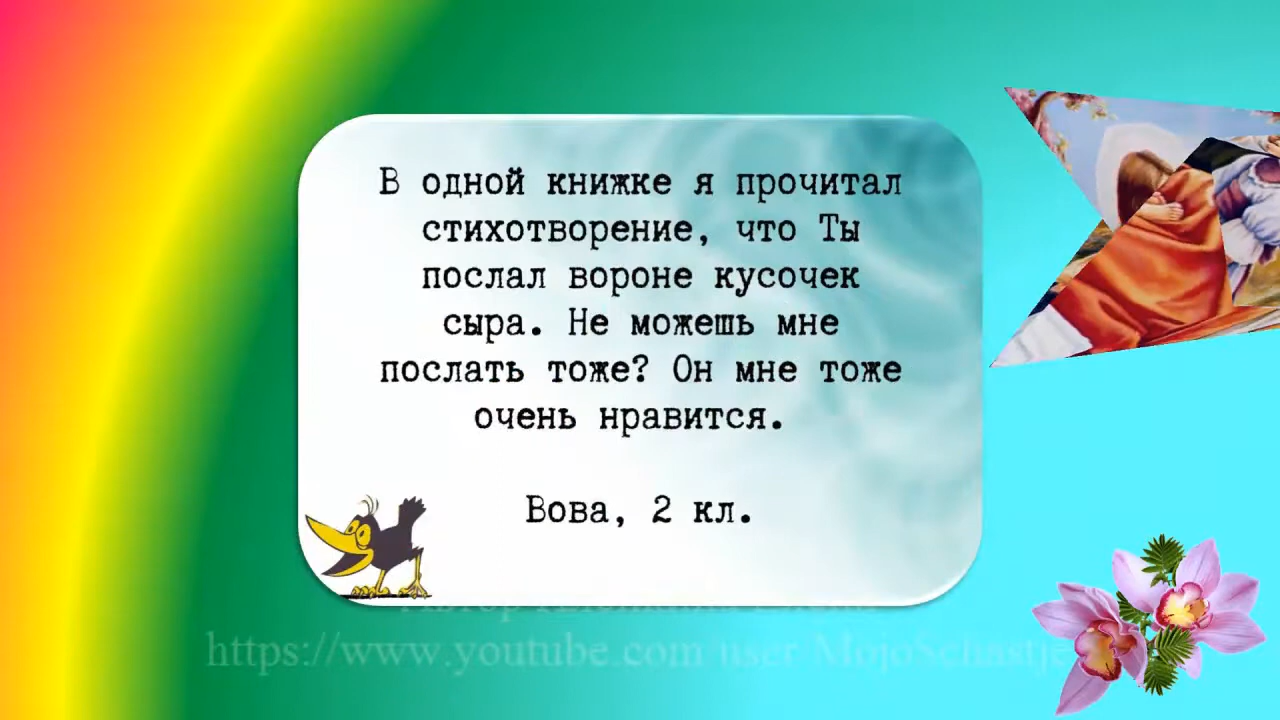 В одной книжке я прочитал
стихотворение, что Ты
послал вороне кусочек
сыра. Не можешь мне
послать тоже? Он мне тоже
очень нравится.
Вова, 2 кл.
https://www.youtube.com/user/MojoSchastje